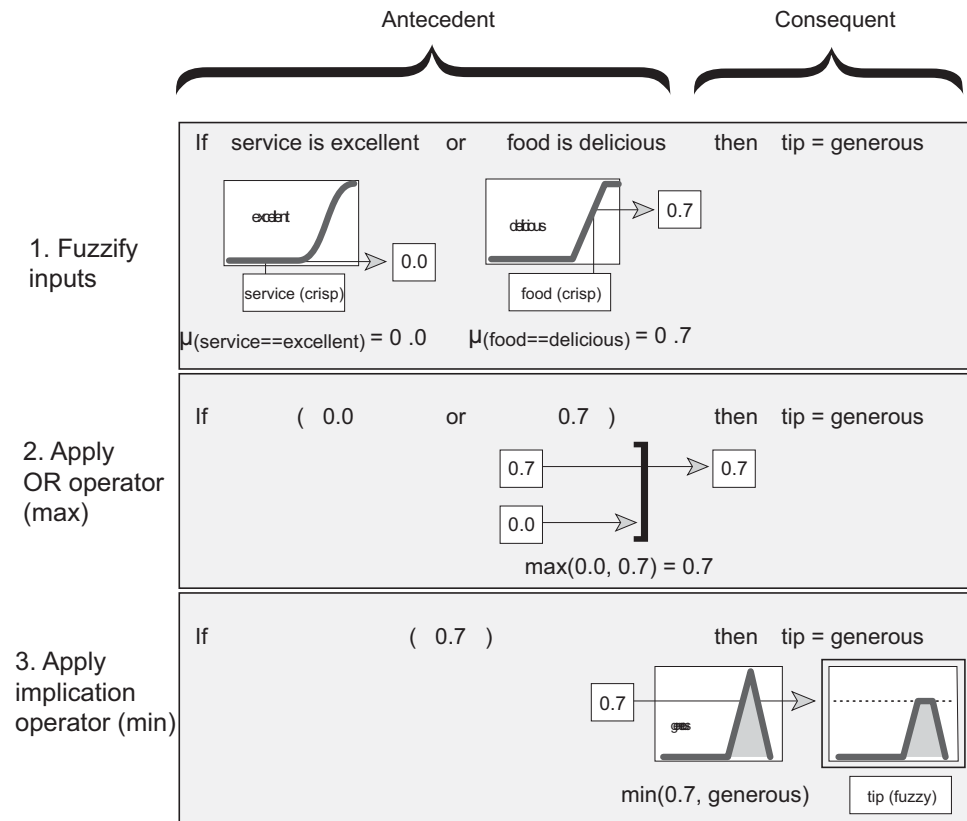 Antecedent
Consequent
If service is excellent or food is delicious then tip = generous
excellent
delicious
0.7
0.0
1. Fuzzify
inputs
service (crisp)
food (crisp)
μ(service==excellent) = 0 .0
μ(food==delicious) = 0 .7
If ( 0.0 or 0.7 ) then tip = generous
2. Apply
OR operator
(max)
0.7
0.7
0.0
max(0.0, 0.7) = 0.7
If ( 0.7 ) then tip = generous
3. Apply
implication
operator (min)
0.7
min(0.7, generous)
tip (fuzzy)